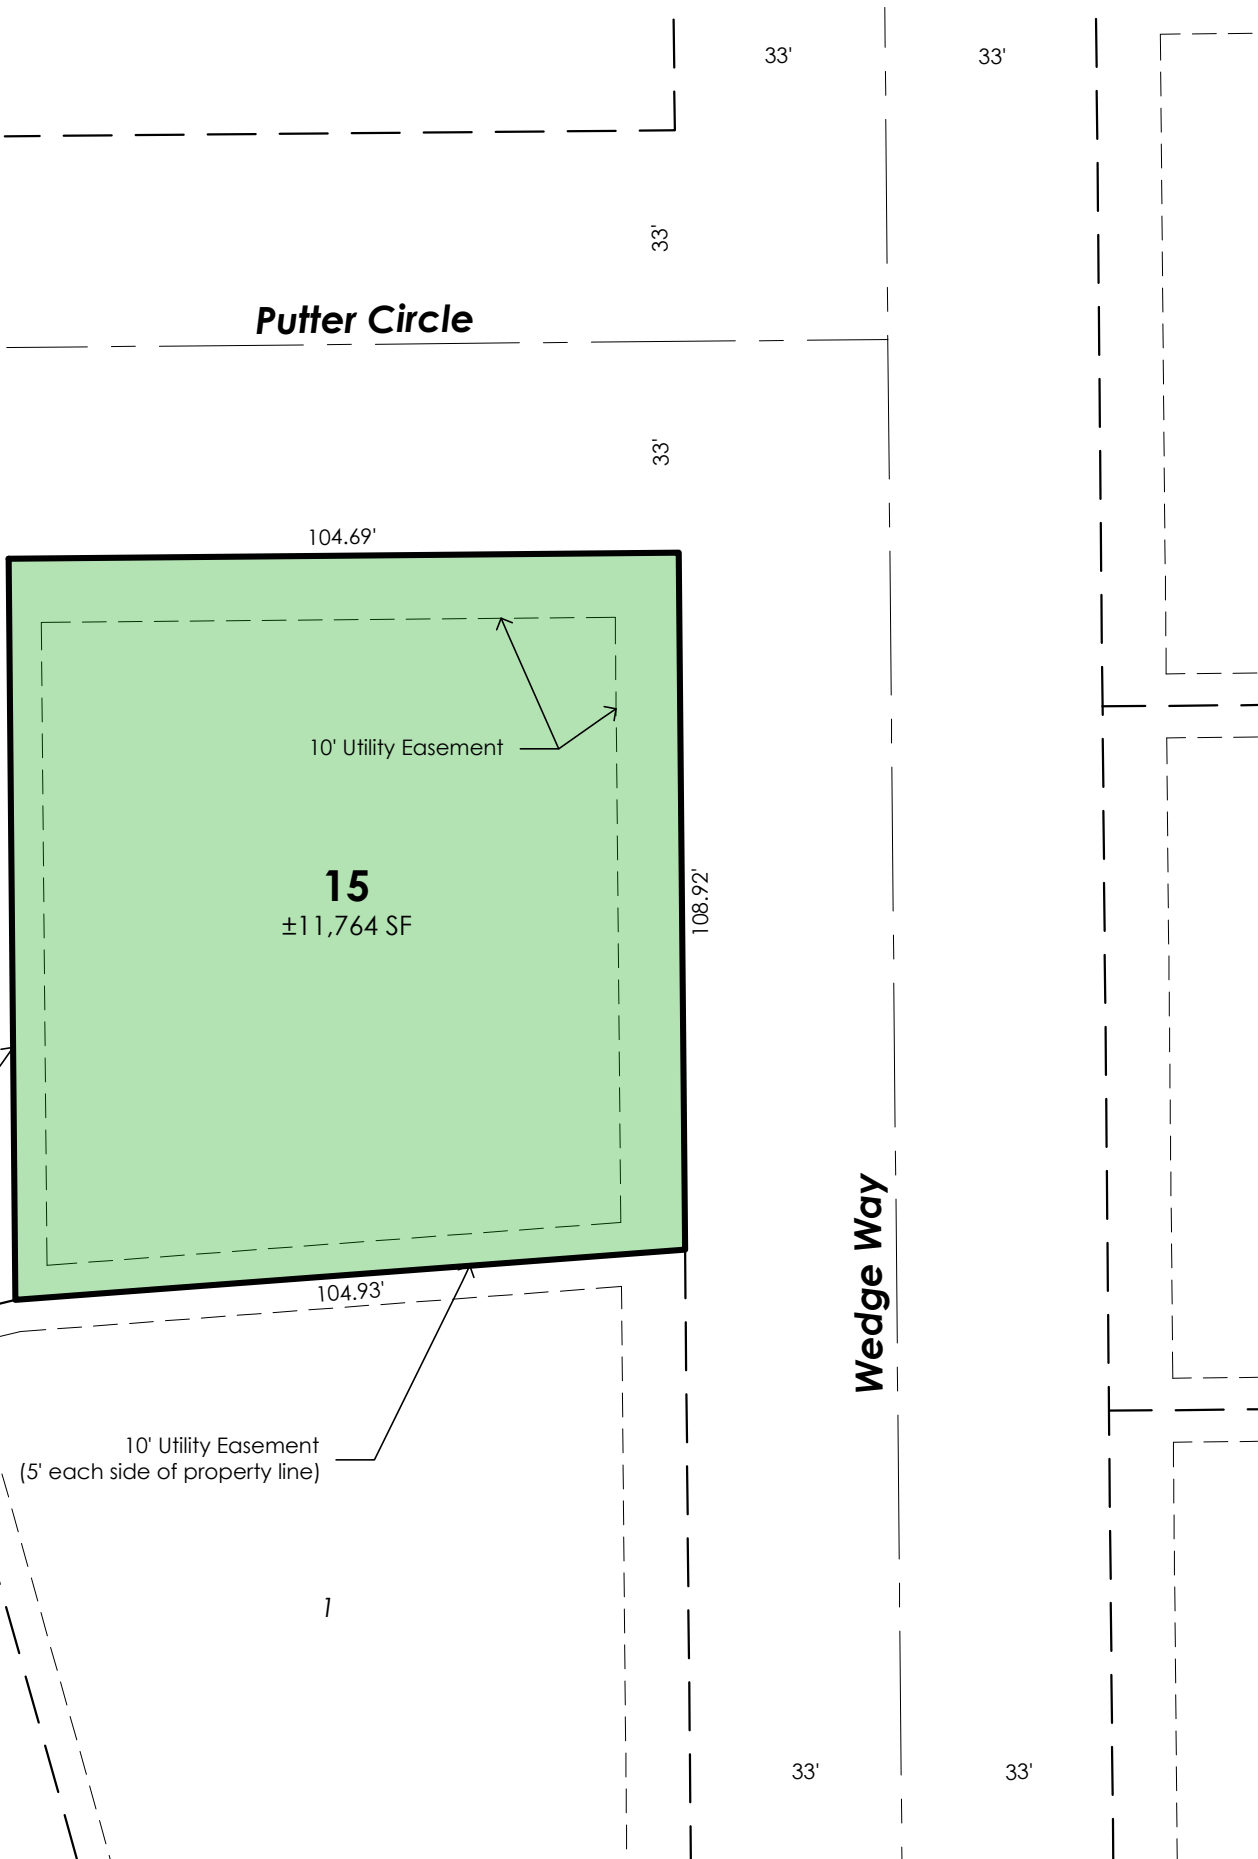 33'
33'
33'
Putter Circle
33'
104.69'
10' Utility Easement
15
±11,764 SF
108.92'
Wedge Way
104.93'
10' Utility Easement
(5' each side of property line)
1
33'
33'